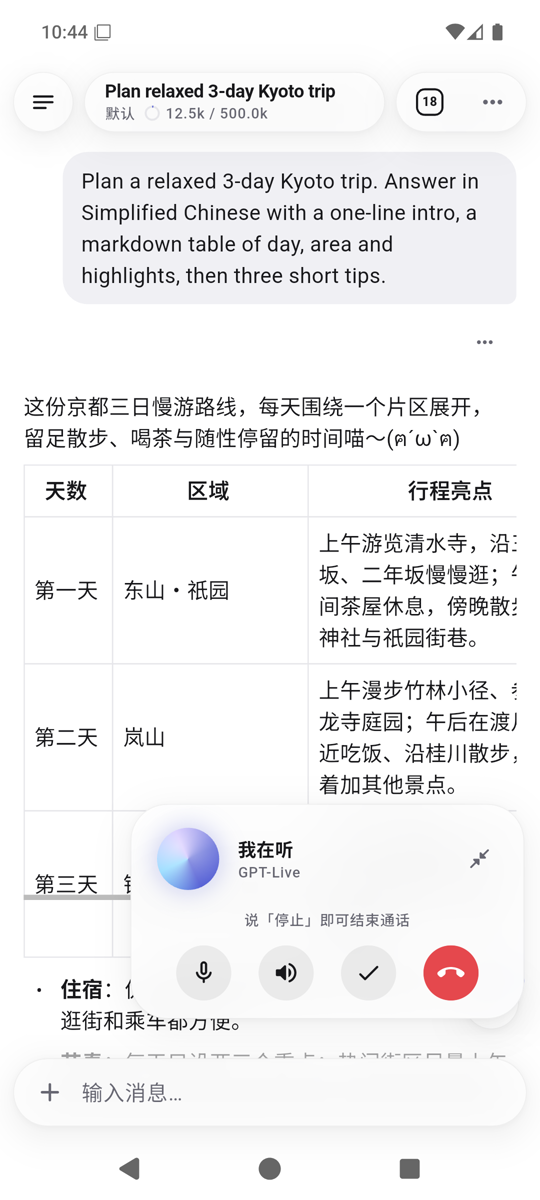 10:44
Plan relaxed 3-day Kyoto trip
默认 12.5k / 500.0k
18
Plan a relaxed 3-day Kyoto trip. Answer in
Simplified Chinese with a one-line intro, a
markdown table of day, area and
highlights, then three short tips.
这份京都三日慢游路线，每天围绕一个片区展开，
留足散步、喝茶与随性停留的时间喵～(ฅ´ω`ฅ)
天数 区域 行程亮点
上午游览清水寺，沿
坂、二年坂慢慢逛；
第一天 东山・祇园
间茶屋休息，傍晚散
神社与祇园街巷。
上午漫步竹林小径、
龙寺庭园；午后在渡
第二天 岚山
近吃饭、沿桂川散步，
着加其他景点。
第三天
我在听
GPT-Live
说「停止」即可结束通话
住宿：
逛街和乘车都方便。
输入消息…